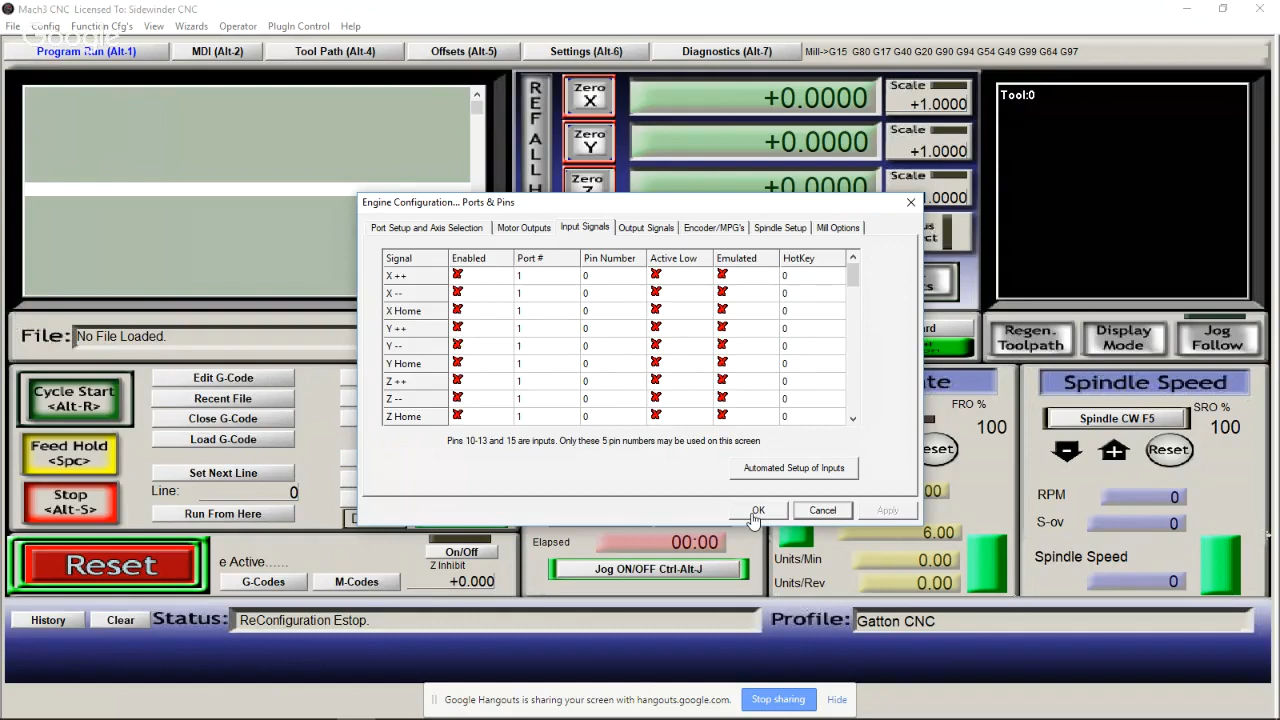 Mach3 CNC Licensed To: Sidewinder CNC
File Config Function Cfg's View Wizards Operator PlugIn Control Help
Google
Program Run (Alt-1) MDI (Alt-2) Tool Path (Alt-4) Offsets (Alt-5) Settings (Alt-6) Diagnostics (Alt-7) Mill->G15 G80 G17 G40 G20 G90 G94 G54 G49 G99 G64 G97
REF ALL H
Zero X +0.0000 Scale +1.0000
Zero Y +0.0000 Scale +1.0000
Zero Z +0.0000 Scale +1.0000
Tool:0
Engine Configuration... Ports & Pins
Port Setup and Axis Selection Motor Outputs Input Signals Output Signals Encoder/MPG's Spindle Setup Mill Options
Signal Enabled Port # Pin Number Active Low Emulated HotKey
X ++ 1 0 0
X -- 1 0 0
X Home 1 0 0
Y ++ 1 0 0
Y -- 1 0 0
Y Home 1 0 0
Z ++ 1 0 0
Z -- 1 0 0
Z Home 1 0 0
Pins 10-13 and 15 are inputs. Only these 5 pin numbers may be used on this screen
Automated Setup of Inputs
OK Cancel Apply
File: No File Loaded.
Regen. Toolpath Display Mode Jog Follow
Cycle Start <Alt-R>
Feed Hold <Spc>
Stop <Alt-S>
Edit G-Code
Recent File
Close G-Code
Load G-Code
Set Next Line
Line: 0
Run From Here
FRO %
100
6.00
Units/Min 0.00
Units/Rev 0.00
Spindle Speed
Spindle CW F5
SRO %
100
Reset
RPM 0
S-ov 0
Spindle Speed
0
Reset
e Active....
G-Codes M-Codes
On/Off
Z Inhibit
+0.000
Elapsed 00:00
Jog ON/OFF Ctrl-Alt-J
History Clear Status: ReConfiguration Estop. Profile: Gatton CNC
Google Hangouts is sharing your screen with hangouts.google.com. Stop sharing Hide